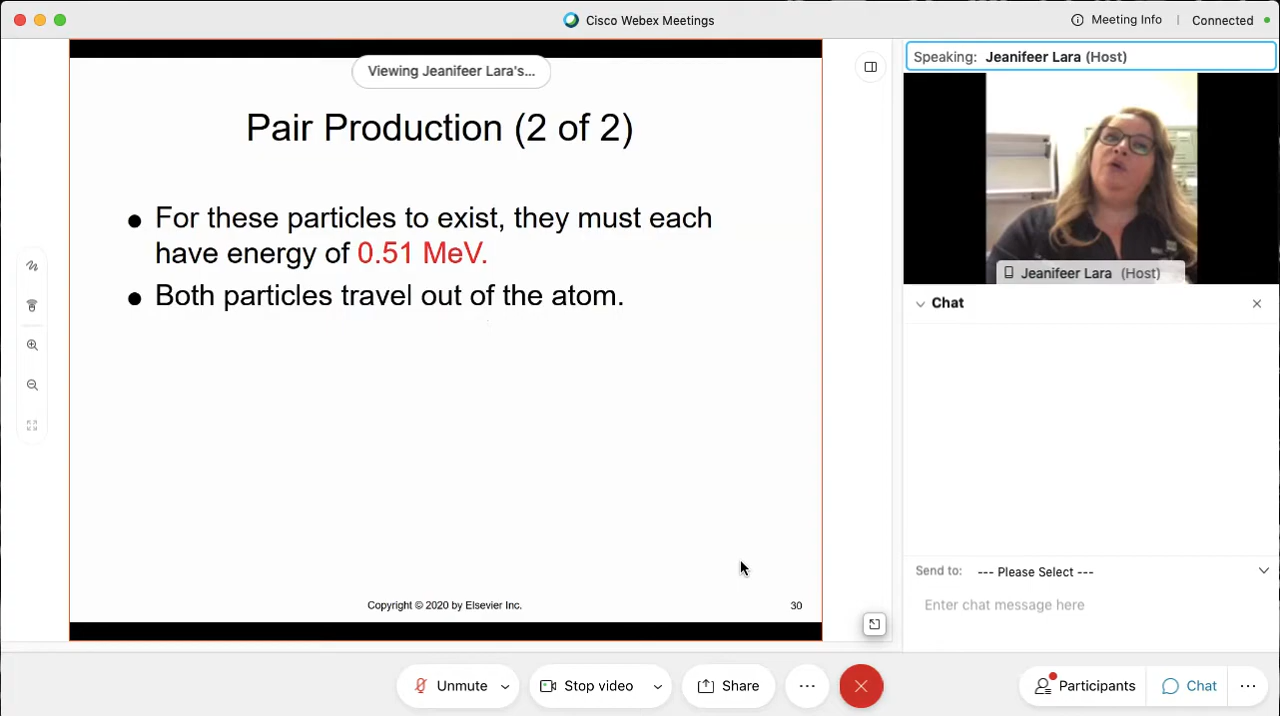 Cisco Webex Meetings
Meeting Info
Connected
Viewing Jeanifeer Lara's...
Speaking: Jeanifeer Lara (Host)
Pair Production (2 of 2)
● For these particles to exist, they must each
have energy of 0.51 MeV.
● Both particles travel out of the atom.
Jeanifeer Lara (Host)
Chat
Send to: --- Please Select ---
Enter chat message here
Copyright © 2020 by Elsevier Inc.
30
Unmute
Stop video
Share
Participants
Chat